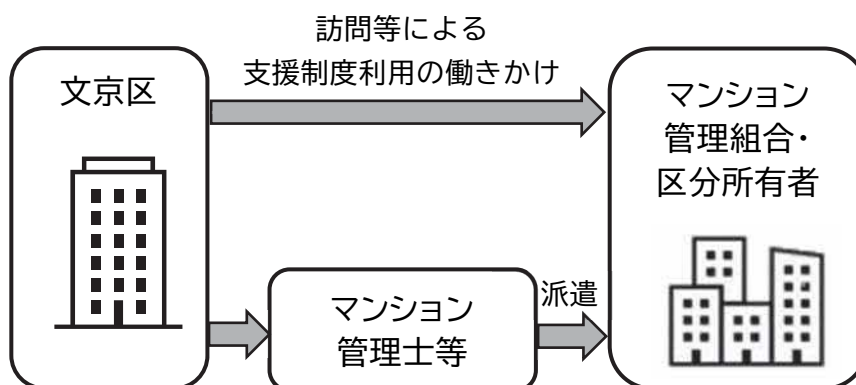 訪問等による
支援制度利用の働きかけ
文京区
マンション
管理組合・
区分所有者
マンション
管理士等
派遣